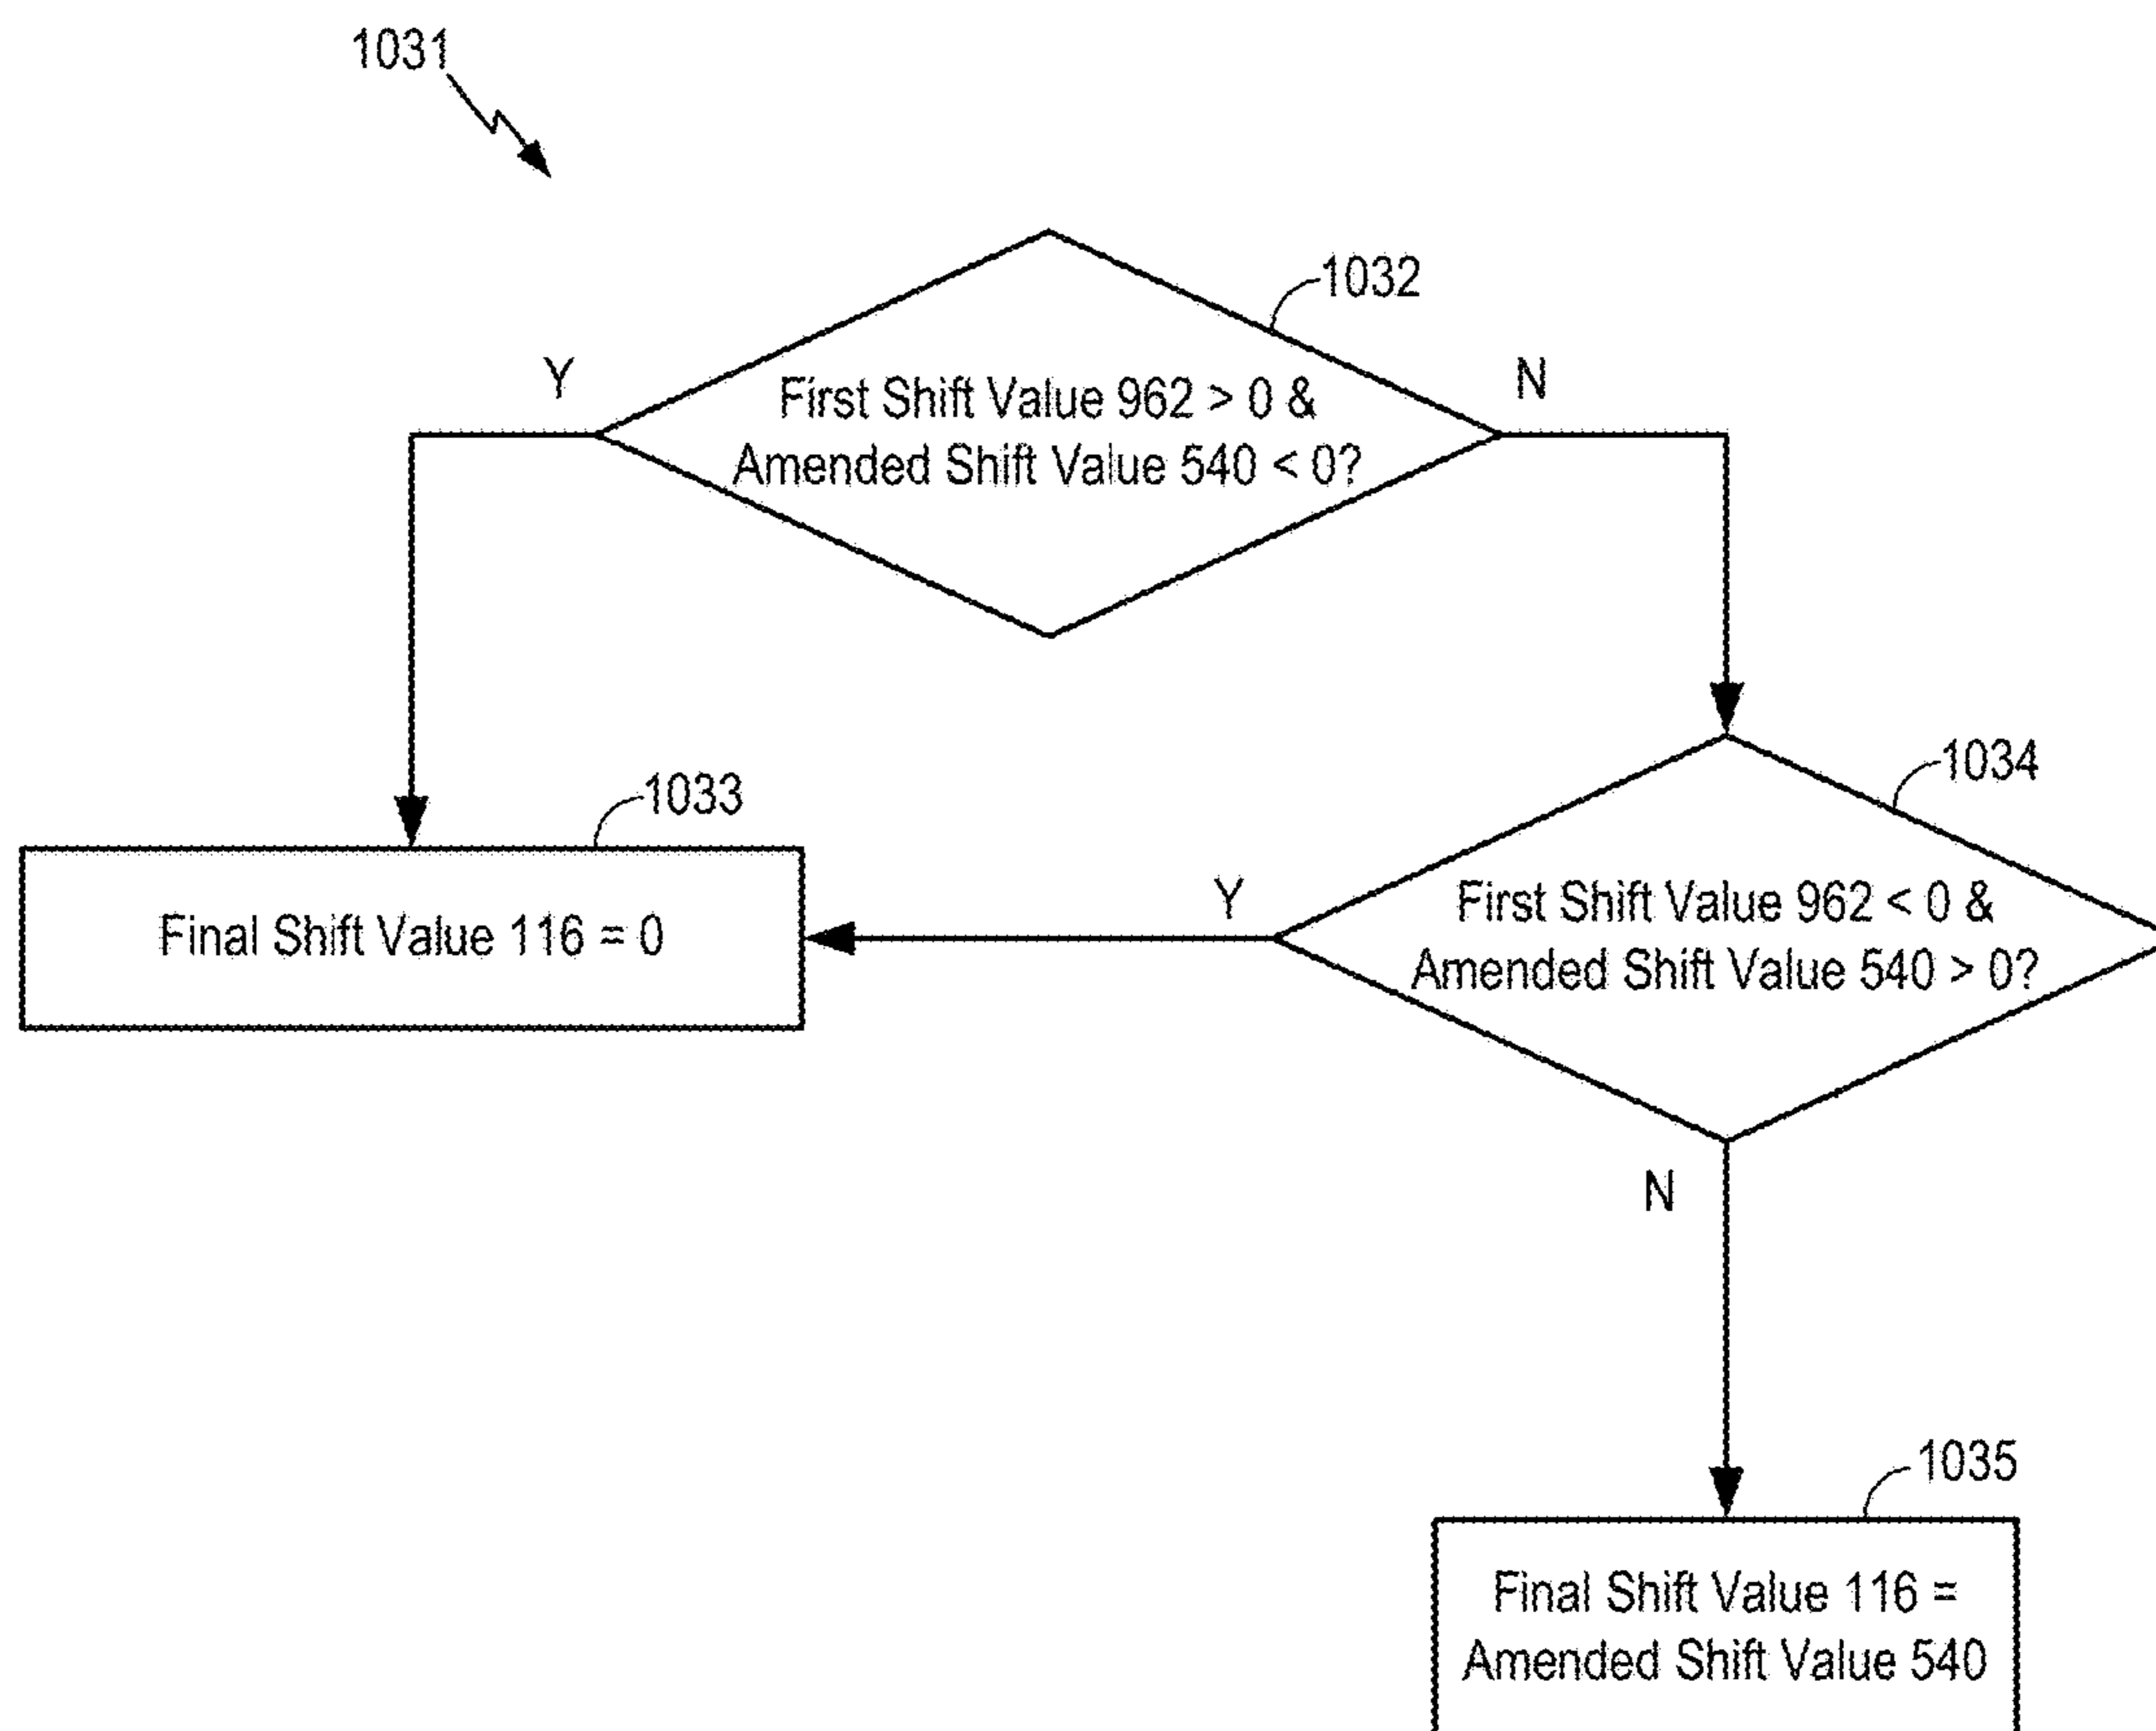 1031
1032
Y
N
First Shift Value 962 > 0 &
Amended Shift Value 540 < 0?
1033
1034
Final Shift Value 116 = 0
Y
First Shift Value 962 < 0 &
Amended Shift Value 540 > 0?
N
1035
Final Shift Value 116 =
Amended Shift Value 540